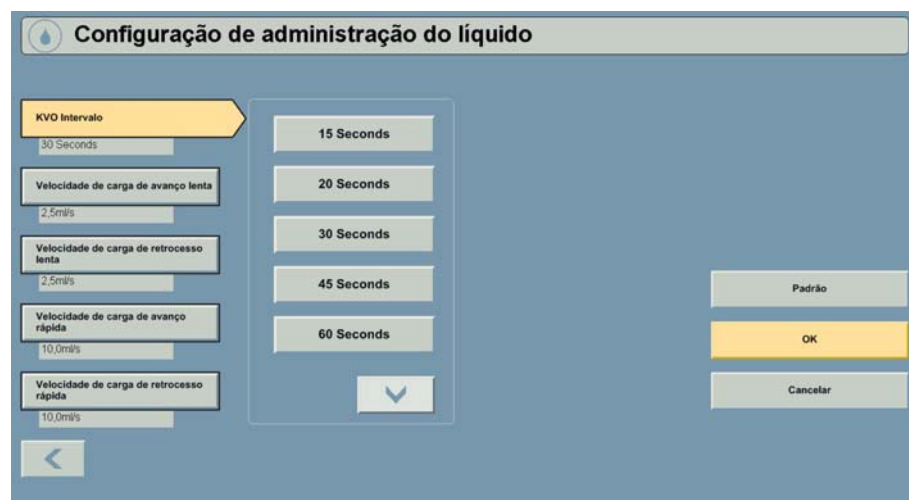 Configuração de administração do líquido
KVO Intervalo
30 Seconds
Velocidade de carga de avanço lenta
2,5ml/s
Velocidade de carga de retrocesso
lenta
2,5ml/s
Velocidade de carga de avanço
rápida
10,0ml/s
Velocidade de carga de retrocesso
rápida
10,0ml/s
15 Seconds
20 Seconds
30 Seconds
45 Seconds
60 Seconds
Padrão
OK
Cancelar